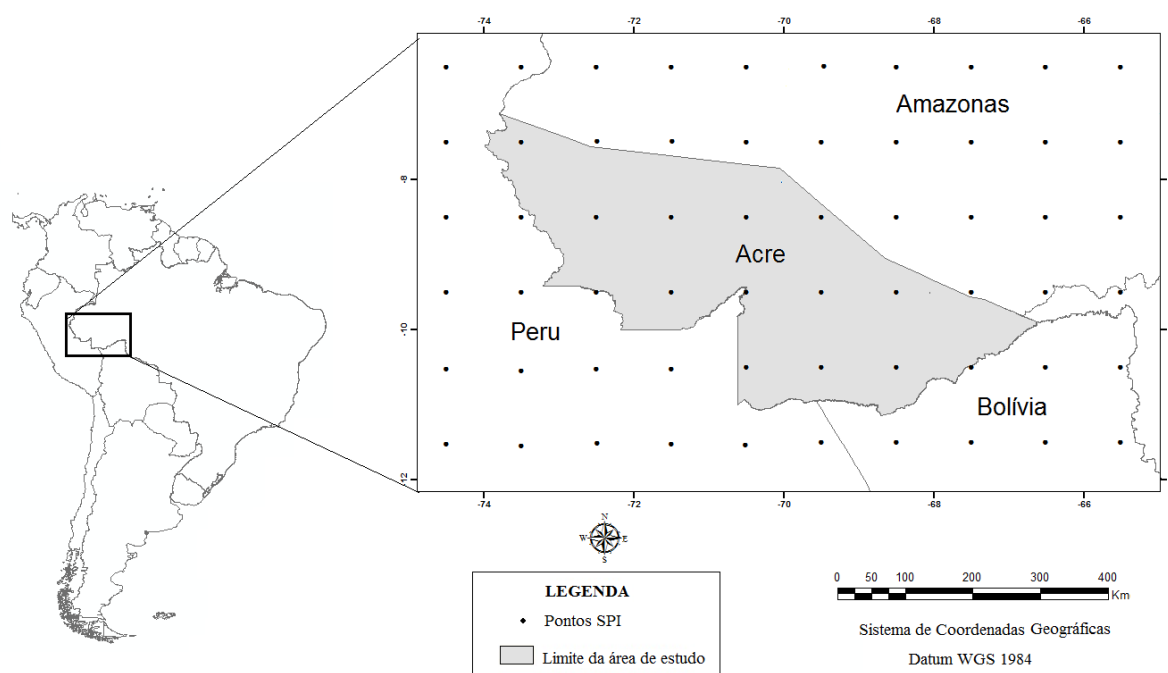 -74 -72 -70 -68 -66
Amazonas
-8
Acre
Peru
-10
Bolívia
-12
-74 -72 -70 -68 -66
N
W E
S
LEGENDA
Pontos SPI
Limite da área de estudo
0 50 100 200 300 400
Km
Sistema de Coordenadas Geográficas
Datum WGS 1984